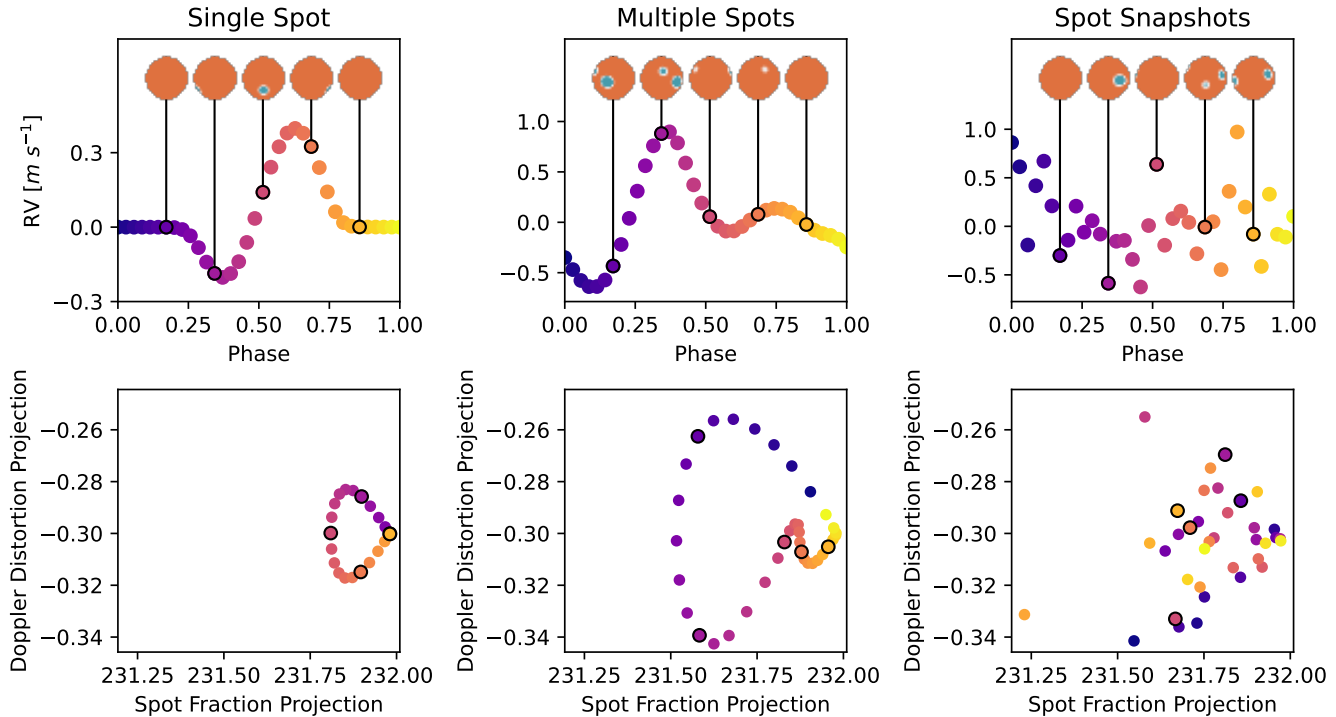 Single Spot
Multiple Spots
Spot Snapshots
RV [m s⁻¹]
0.3
0.0
−0.3
0.00 0.25 0.50 0.75 1.00
Phase
1.0
0.5
0.0
−0.5
0.00 0.25 0.50 0.75 1.00
Phase
1.0
0.5
0.0
−0.5
0.00 0.25 0.50 0.75 1.00
Phase
Doppler Distortion Projection
−0.26
−0.28
−0.30
−0.32
−0.34
231.25 231.50 231.75 232.00
Spot Fraction Projection
Doppler Distortion Projection
−0.26
−0.28
−0.30
−0.32
−0.34
231.25 231.50 231.75 232.00
Spot Fraction Projection
Doppler Distortion Projection
−0.26
−0.28
−0.30
−0.32
−0.34
231.25 231.50 231.75 232.00
Spot Fraction Projection